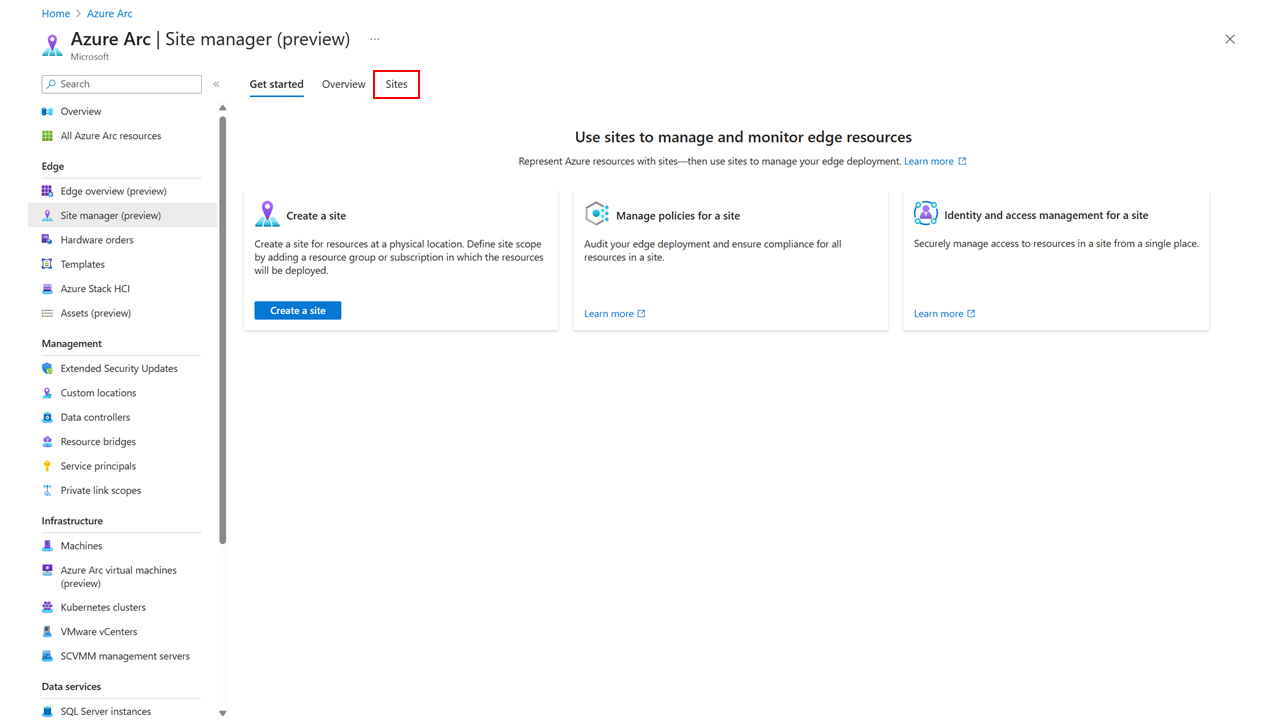 Home > Azure Arc
Azure Arc | Site manager (preview) ...
Microsoft
Search «
Get started Overview Sites
Overview
All Azure Arc resources
Edge
Edge overview (preview)
Site manager (preview)
Hardware orders
Templates
Azure Stack HCI
Assets (preview)
Management
Extended Security Updates
Custom locations
Data controllers
Resource bridges
Service principals
Private link scopes
Infrastructure
Machines
Azure Arc virtual machines
(preview)
Kubernetes clusters
VMware vCenters
SCVMM management servers
Data services
SQL Server instances
Use sites to manage and monitor edge resources
Represent Azure resources with sites—then use sites to manage your edge deployment. Learn more
Create a site
Create a site for resources at a physical location. Define site scope
by adding a resource group or subscription in which the resources
will be deployed.
Create a site
Manage policies for a site
Audit your edge deployment and ensure compliance for all
resources in a site.
Learn more
Identity and access management for a site
Securely manage access to resources in a site from a single place.
Learn more